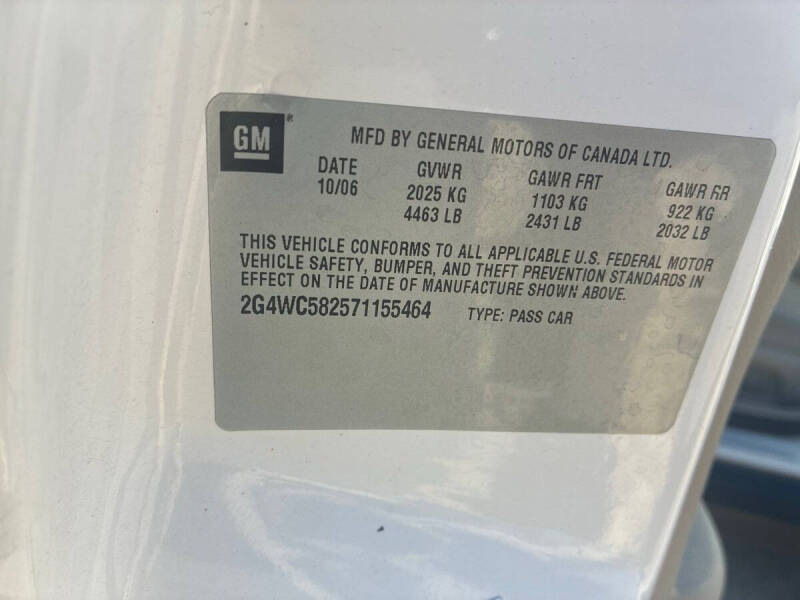 GM®
MFD BY GENERAL MOTORS OF CANADA LTD.
DATE GVWR GAWR FRT GAWR RR
10/06 2025 KG 1103 KG 922 KG
4463 LB 2431 LB 2032 LB
THIS VEHICLE CONFORMS TO ALL APPLICABLE U.S. FEDERAL MOTOR
VEHICLE SAFETY, BUMPER, AND THEFT PREVENTION STANDARDS IN
EFFECT ON THE DATE OF MANUFACTURE SHOWN ABOVE.
2G4WC582571155464 TYPE: PASS CAR